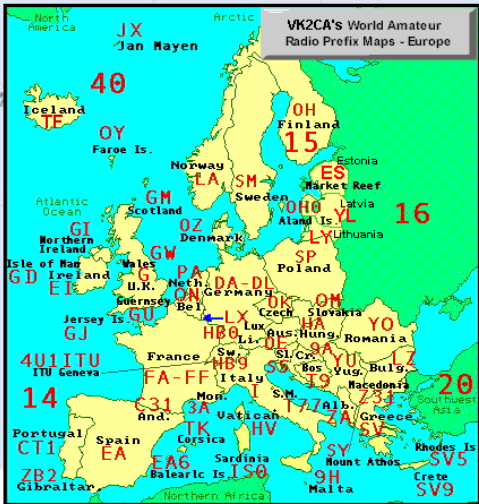 North
America
Arctic
VK2CA's World Amateur
Radio Prefix Maps - Europe
JX
Jan Mayen
40
Iceland
TF
OY
Faroe Is.
OH
Finland
15
Norway
LA
SM
Sweden
ES
Estonia
Market Reef
OH0
Aland Is.
YL
Latvia
LY
Lithuania
16
Atlantic
Ocean
GM
Scotland
GI
Northern
Ireland
OZ
Denmark
GW
Wales
Isle of Man
GD
Ireland
EI
G
U.K.
PA
Neth.
ON
Bel.
DA-DL
Germany
SP
Poland
Guernsey
GU
Jersey Is.
GJ
LX
Lux
OK
Czech
OM
Slovakia
HB0
Li.
Aus.
OE
HA
Hung.
YO
Romania
4U1ITU
ITU Geneva
France
FA-FF
Sw.
HB9
Italy
I
Sl.
S5
Cr.
9A
Bos
T9
YU
Yug.
LZ
Bulg.
Macedonia
Z31
20
Southwest
Asia
14
C31
And.
Mon.
3A
S.M.
T77
Alb.
ZA
Greece
SV
TK
Corsica
Vatican
HV
Portugal
CT1
Spain
EA
EA6
Balearic Is.
Sardinia
IS0
SY
Mount Athos
Rhodes Is
SV5
Crete
SV9
ZB2
Gibraltar.
9H
Malta
Northern Africa